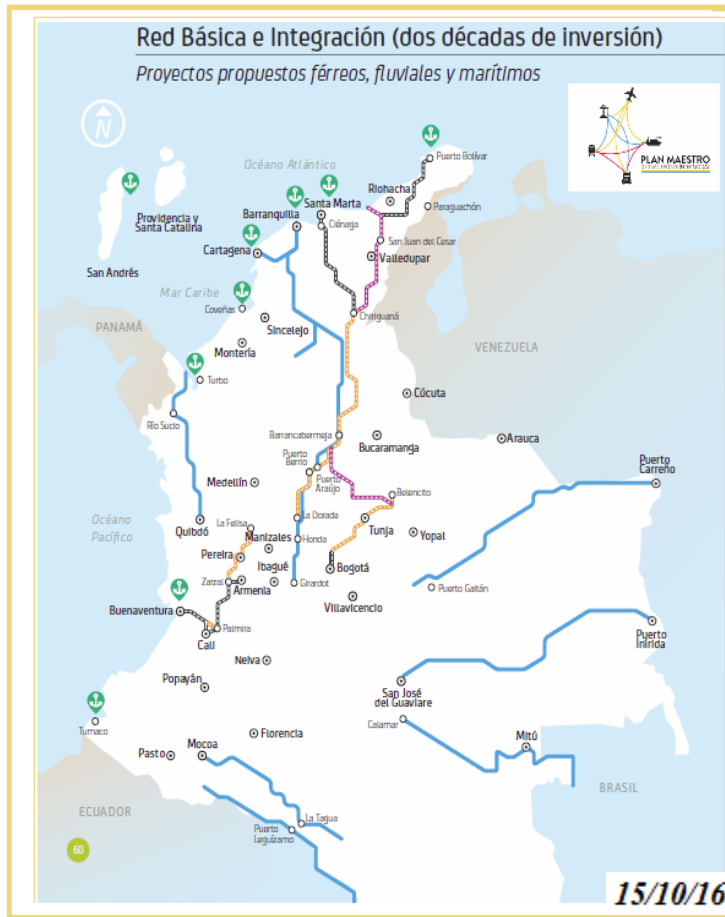 Red Básica e Integración (dos décadas de inversión)
Proyectos propuestos férreos, fluviales y marítimos
N
PLAN MAESTRO
Océano Atlántico
Puerto Bolívar
Riohacha
Santa Marta
Providencia y
Santa Catalina
Barranquilla
Ciénaga
Paraguachón
San Juan del Cesar
Cartagena
Valledupar
San Andrés
Mar Caribe
Coveñas
Chiriguaná
Sincelejo
PANAMÁ
Montería
VENEZUELA
Turbo
Cúcuta
Río Sucio
Barrancabermeja
Bucaramanga
Arauca
Puerto
Berrio
Puerto
Carreño
Medellín
Puerto
Araújo
Belencito
Océano
Pacífico
Quibdó
La Felisa
La Dorada
Tunja
Manizales
Honda
Yopal
Pereira
Ibagué
Bogotá
Zarzal
Armenia
Girardot
Puerto Gaitán
Buenaventura
Villavicencio
Palmira
Cali
Puerto
Inírida
Neiva
Popayán
San José
del Guaviare
Tumaco
Calamar
Florencia
Mitú
Pasto
Mocoa
BRASIL
ECUADOR
La Tagua
Puerto
Leguízamo
60
15/10/16